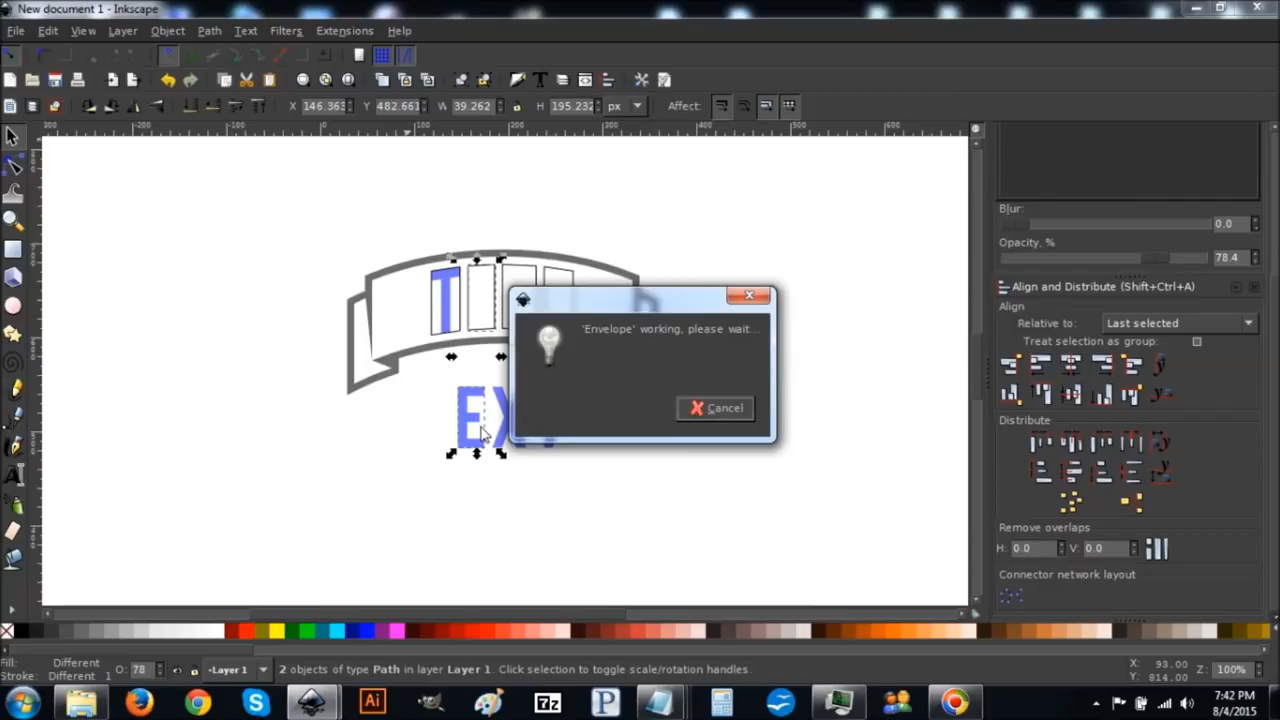 New document 1 - Inkscape
File Edit View Layer Object Path Text Filters Extensions Help
X 146.363 Y 482.661 W 39.262 H 195.232 px Affect:
Blur:
0.0
Opacity, %
78.4
Align and Distribute (Shift+Ctrl+A)
Align
Relative to: Last selected
Treat selection as group:
Distribute
Remove overlaps
H: 0.0 V: 0.0
Connector network layout
T
'Envelope' working, please wait...
Cancel
E
Fill: Different
Stroke: Different 1
O: 78
-Layer 1
2 objects of type Path in layer Layer 1. Click selection to toggle scale/rotation handles.
X: 93.00
Y: 814.00
Z: 100%
Ai
7z
P
7:42 PM
8/4/2015